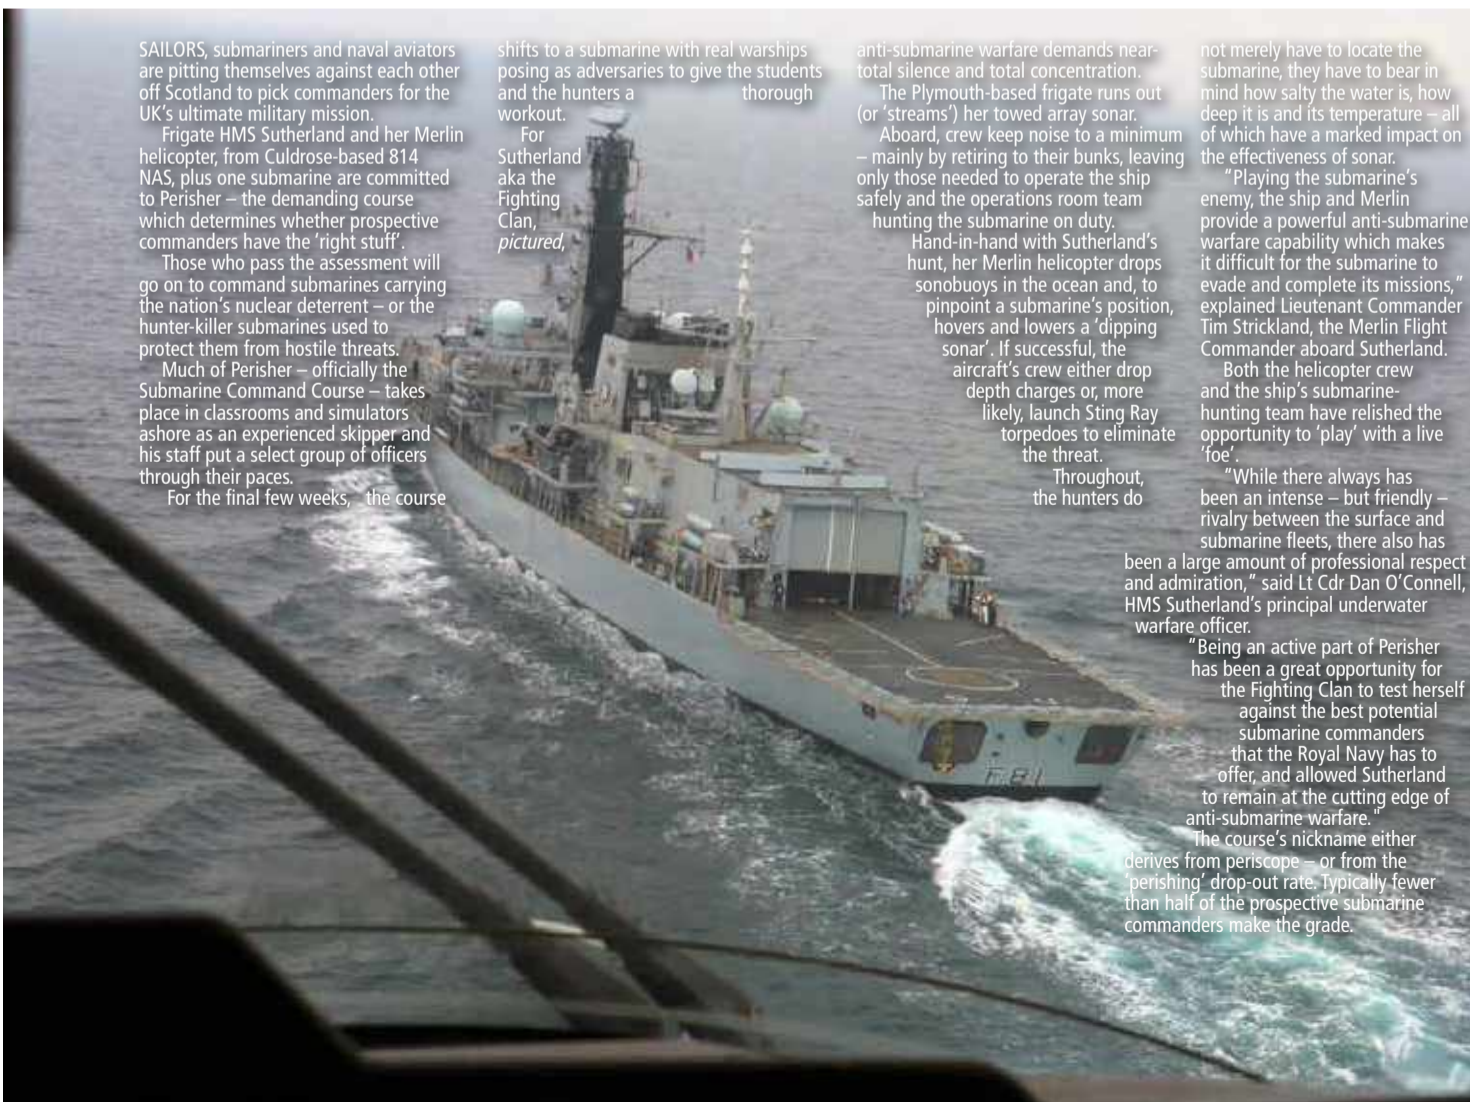 SAILORS, submariners and naval aviators
are pitting themselves against each other
off Scotland to pick commanders for the
UK's ultimate military mission.
Frigate HMS Sutherland and her Merlin
helicopter, from Culdrose-based 814
NAS, plus one submarine are committed
to Perisher – the demanding course
which determines whether prospective
commanders have the 'right stuff'.
Those who pass the assessment will
go on to command submarines carrying
the nation's nuclear deterrent – or the
hunter-killer submarines used to
protect them from hostile threats.
Much of Perisher – officially the
Submarine Command Course – takes
place in classrooms and simulators
ashore as an experienced skipper and
his staff put a select group of officers
through their paces.
For the final few weeks, the course
shifts to a submarine with real warships
posing as adversaries to give the students
and the hunters a thorough
workout.
For
Sutherland
aka the
Fighting
Clan,
pictured,
anti-submarine warfare demands near-
total silence and total concentration.
The Plymouth-based frigate runs out
(or 'streams') her towed array sonar.
Aboard, crew keep noise to a minimum
– mainly by retiring to their bunks, leaving
only those needed to operate the ship
safely and the operations room team
hunting the submarine on duty.
Hand-in-hand with Sutherland's
hunt, her Merlin helicopter drops
sonobuoys in the ocean and, to
pinpoint a submarine's position,
hovers and lowers a 'dipping
sonar'. If successful, the
aircraft's crew either drop
depth charges or, more
likely, launch Sting Ray
torpedoes to eliminate
the threat.
Throughout,
the hunters do
not merely have to locate the
submarine, they have to bear in
mind how salty the water is, how
deep it is and its temperature – all
of which have a marked impact on
the effectiveness of sonar.
"Playing the submarine's
enemy, the ship and Merlin
provide a powerful anti-submarine
warfare capability which makes
it difficult for the submarine to
evade and complete its missions,"
explained Lieutenant Commander
Tim Strickland, the Merlin Flight
Commander aboard Sutherland.
Both the helicopter crew
and the ship's submarine-
hunting team have relished the
opportunity to 'play' with a live
'foe'.
"While there always has
been an intense – but friendly –
rivalry between the surface and
submarine fleets, there also has
been a large amount of professional respect
and admiration," said Lt Cdr Dan O'Connell,
HMS Sutherland's principal underwater
warfare officer.
"Being an active part of Perisher
has been a great opportunity for
the Fighting Clan to test herself
against the best potential
submarine commanders
that the Royal Navy has to
offer, and allowed Sutherland
to remain at the cutting edge of
anti-submarine warfare."
The course's nickname either
derives from periscope – or from the
'perishing' drop-out rate. Typically fewer
than half of the prospective submarine
commanders make the grade.
F81